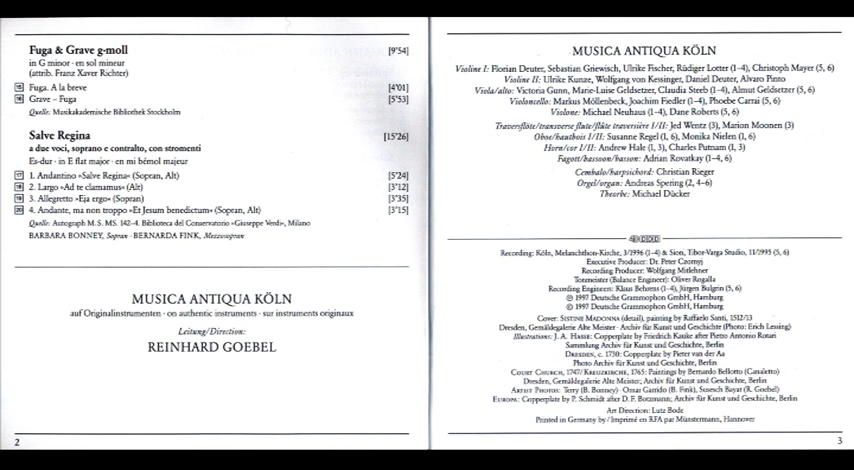 Fuga & Grave g-moll [9'54]
in G minor · en sol mineur
(attrib. Franz Xaver Richter)
15 Fuga. A la breve [4'01]
16 Grave – Fuga [5'53]
Quelle: Musikakademische Bibliothek Stockholm
Salve Regina [15'26]
a due voci, soprano e contralto, con stromenti
Es-dur · in E flat major · en mi bémol majeur
17 1. Andantino »Salve Regina« (Sopran, Alt) [5'24]
18 2. Largo »Ad te clamamus« (Alt) [3'12]
19 3. Allegretto »Eja ergo« (Sopran) [3'35]
20 4. Andante, ma non troppo »Et Jesum benedictum« (Sopran, Alt) [3'15]
Quelle: Autograph M. S. MS. 142–4. Biblioteca del Conservatorio »Giuseppe Verdi«, Milano
BARBARA BONNEY, Sopran · BERNARDA FINK, Mezzosopran
MUSICA ANTIQUA KÖLN
auf Originalinstrumenten · on authentic instruments · sur instruments originaux
Leitung/Direction:
REINHARD GOEBEL
2
MUSICA ANTIQUA KÖLN
Violine I: Florian Deuter, Sebastian Griewisch, Ulrike Fischer, Rüdiger Lotter (1–4), Christoph Mayer (5, 6)
Violine II: Ulrike Kunze, Wolfgang von Kessinger, Daniel Deuter, Alvaro Pinto
Viola/alto: Victoria Gunn, Marie-Luise Geldsetzer, Claudia Steeb (1–4), Almut Geldsetzer (5, 6)
Violoncello: Markus Möllenbeck, Joachim Fiedler (1–4), Phoebe Carrai (5, 6)
Violone: Michael Neuhaus (1–4), Dane Roberts (5, 6)
Traversflöte/transverse flute/flûte traversière I/II: Jed Wentz (3), Marion Moonen (3)
Oboe/hautbois I/II: Susanne Regel (1, 6), Monika Nielen (1, 6)
Horn/cor I/II: Andrew Hale (1, 3), Charles Putnam (1, 3)
Fagott/bassoon/basson: Adrian Rovatkay (1–4, 6)
Cembalo/harpsichord: Christian Rieger
Orgel/organ: Andreas Spering (2, 4–6)
Theorbe: Michael Dücker
DDD
Recording: Köln, Melanchthon-Kirche, 3/1996 (1–4) & Sion, Tibor-Varga Studio, 11/1995 (5, 6)
Executive Producer: Dr. Peter Czornyj
Recording Producer: Wolfgang Mitlehner
Tonmeister (Balance Engineer): Oliver Rogalla
Recording Engineers: Klaus Behrens (1–4), Jürgen Bulgrin (5, 6)
℗ 1997 Deutsche Grammophon GmbH, Hamburg
© 1997 Deutsche Grammophon GmbH, Hamburg
Cover: SISTINE MADONNA (detail), painting by Raffaelo Santi, 1512/13
Dresden, Gemäldegalerie Alte Meister · Archiv für Kunst und Geschichte (Photo: Erich Lessing)
Illustrations: J. A. HASSE: Copperplate by Friedrich Kauke after Pietro Antonio Rotari
Sammlung Archiv für Kunst und Geschichte, Berlin
DRESDEN, c. 1730: Copperplate by Pieter van der Aa
Photo Archiv für Kunst und Geschichte, Berlin
COURT CHURCH, 1747/KREUZKIRCHE, 1765: Paintings by Bernardo Bellotto (Canaletto)
Dresden, Gemäldegalerie Alte Meister; Archiv für Kunst und Geschichte, Berlin
ARTIST PHOTOS: Terry (B. Bonney) · Omar Garrido (B. Fink), Susesch Bayat (R. Goebel)
EUROPA: Copperplate by P. Schmidt after D. F. Botzmann; Archiv für Kunst und Geschichte, Berlin
Art Direction: Lutz Bode
Printed in Germany by / Imprimé en RFA par Münstermann, Hannover
3